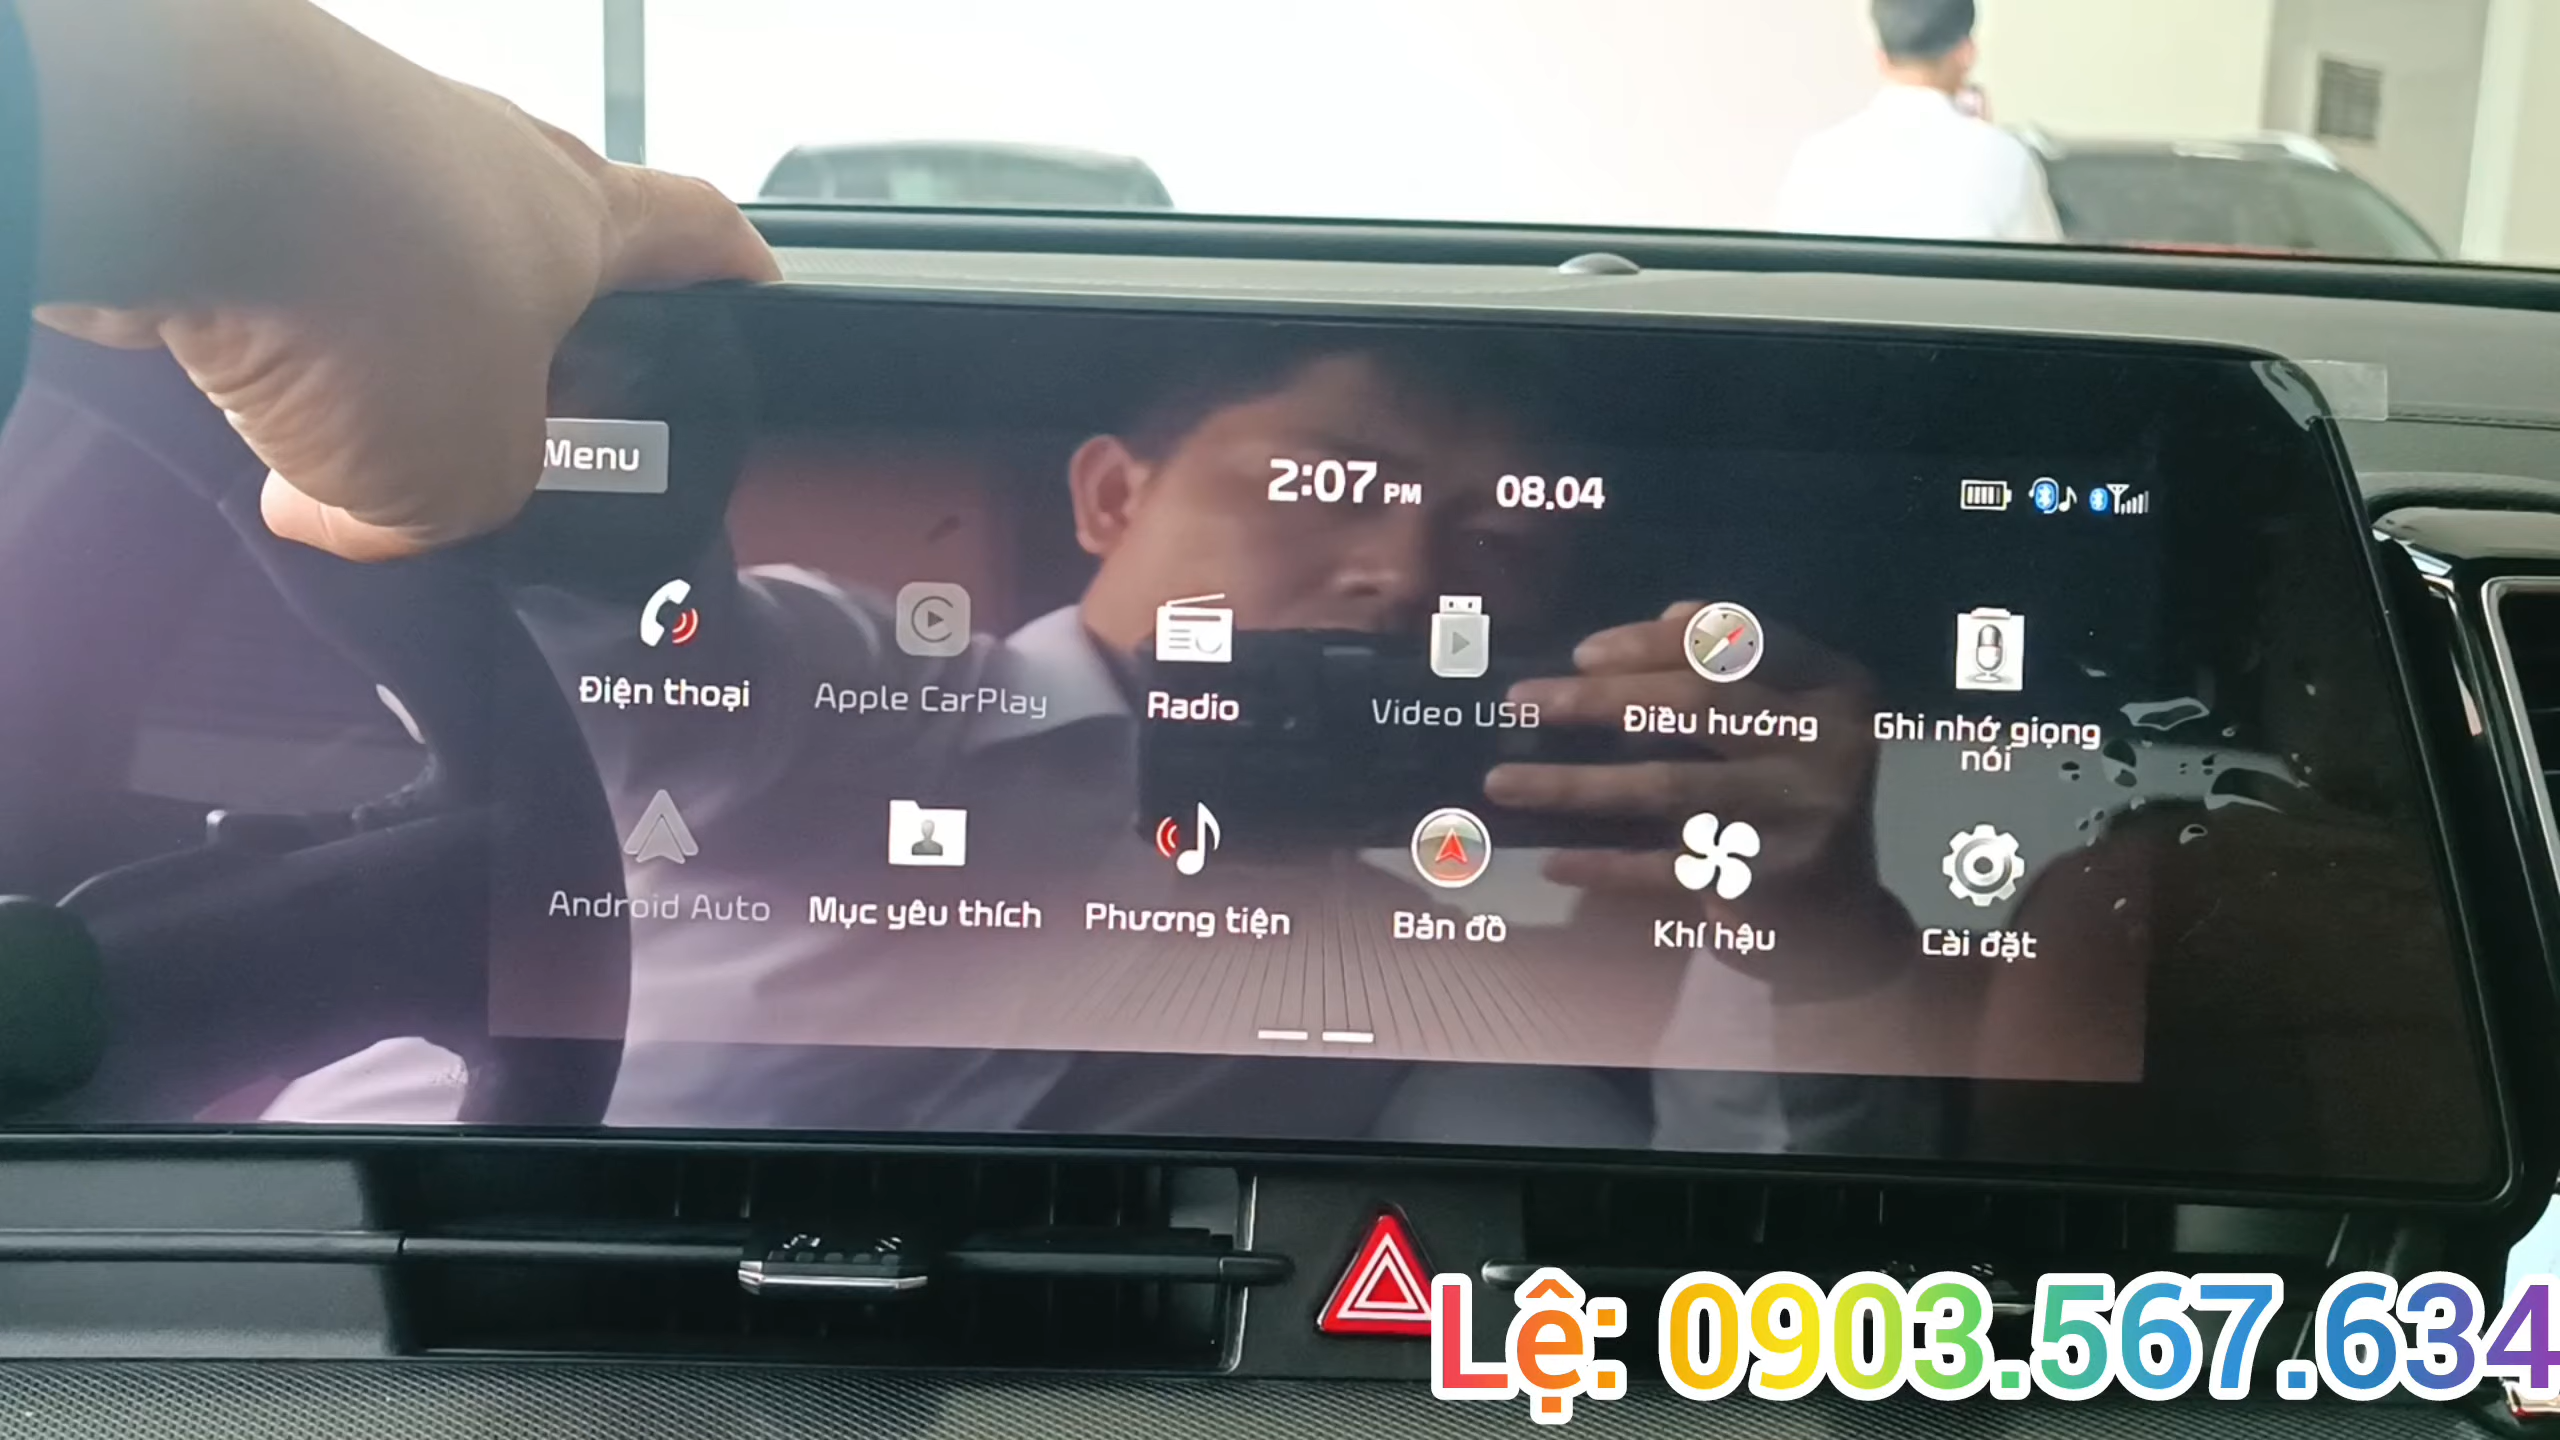 Menu
2:07 PM 08.04
Điện thoại
Apple CarPlay
Radio
Video USB
Điều hướng
Ghi nhớ giọng
nói
Android Auto
Mục yêu thích
Phương tiện
Bản đồ
Khí hậu
Cài đặt
Lệ: 0903.567.634